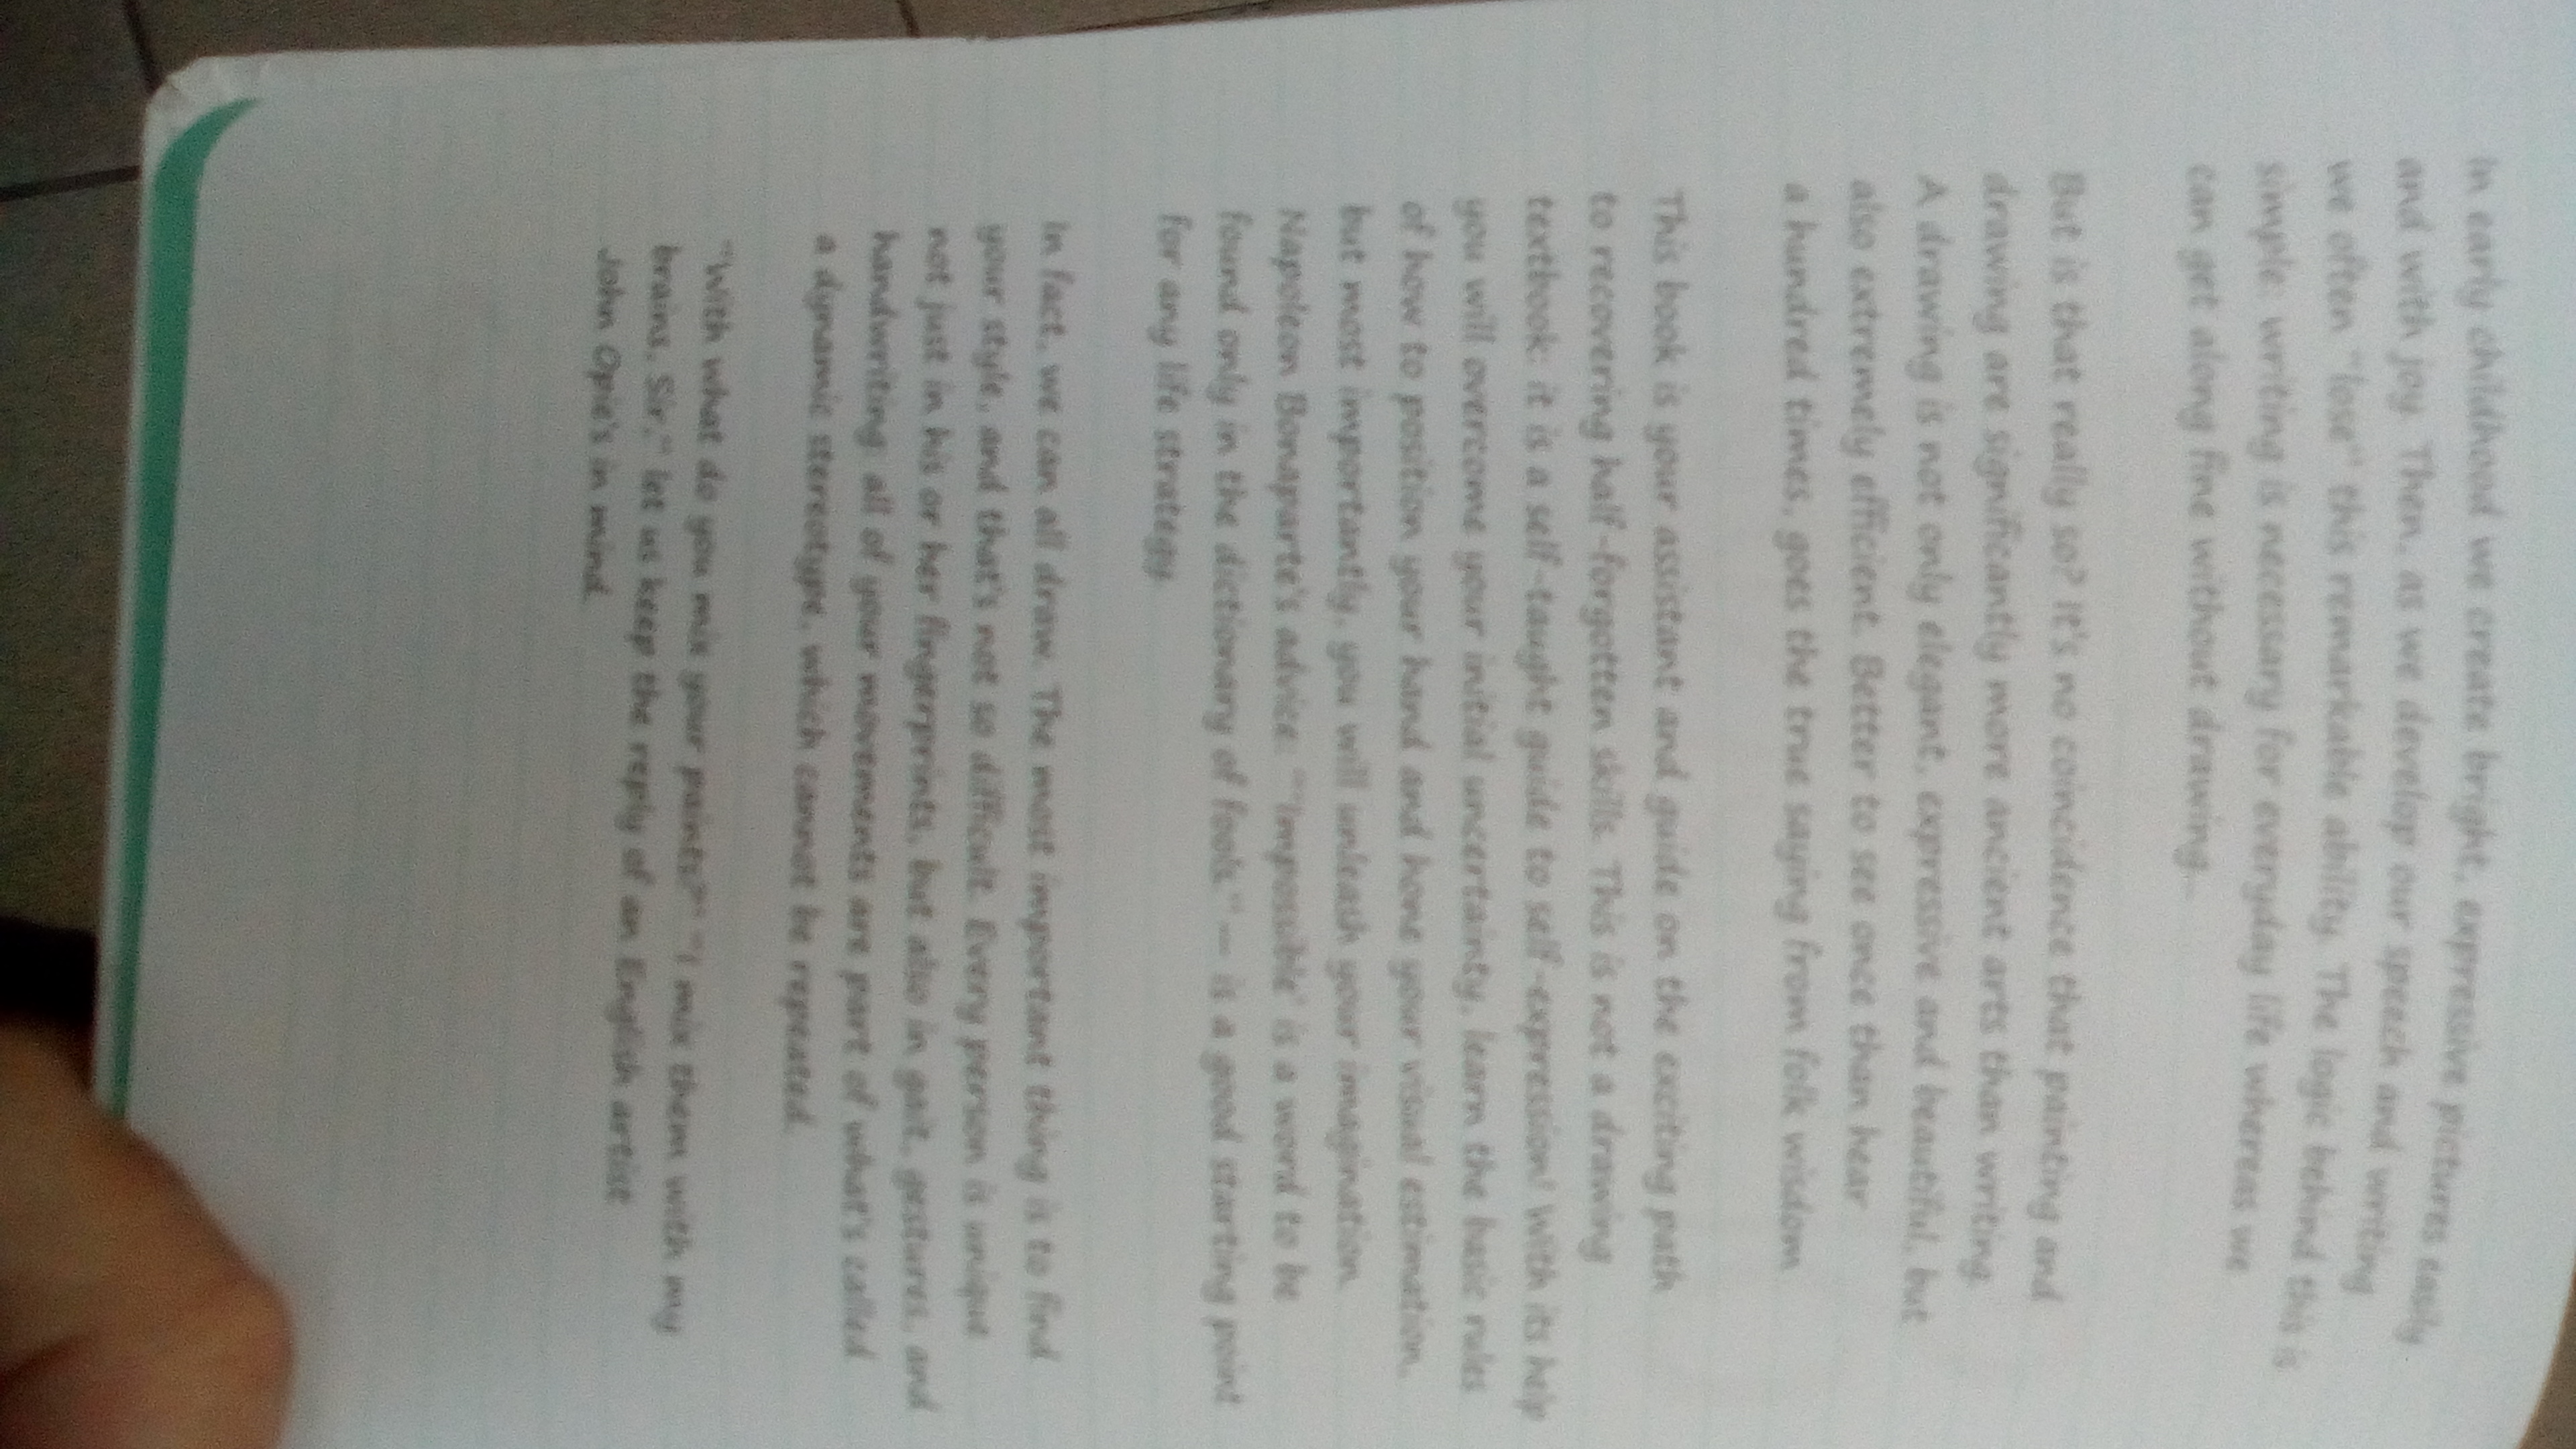 In early childhood we create bright, expressive pictures easily
and with joy. Then, as we develop our speech and writing
we often "lose" this remarkable ability. The logic behind this is
simple: writing is necessary for everyday life whereas we
can get along fine without drawing...
But is that really so? It's no coincidence that painting and
drawing are significantly more ancient arts than writing.
A drawing is not only elegant, expressive and beautiful, but
also extremely efficient. Better to see once than hear
a hundred times, goes the true saying from folk wisdom.
This book is your assistant and guide on the exciting path
to recovering half-forgotten skills. This is not a drawing
textbook: it is a self-taught guide to self-expression! With its help
you will overcome your initial uncertainty, learn the basic rules
of how to position your hand and hone your visual estimation,
but most importantly, you will unleash your imagination.
Napoleon Bonaparte's advice: "'Impossible' is a word to be
found only in the dictionary of fools." — is a good starting point
for any life strategy.
In fact, we can all draw. The most important thing is to find
your style, and that's not so difficult. Every person is unique
not just in his or her fingerprints, but also in gait, gestures, and
handwriting: all of your movements are part of what's called
a dynamic stereotype, which cannot be repeated.
"With what do you mix your paints?" "I mix them with my
brains, Sir," let us keep the reply of an English artist
John Opie's in mind.